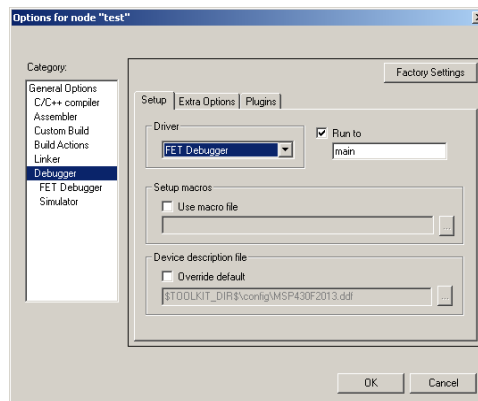 Options for node "test"
Category:
Factory Settings
General Options
C/C++ compiler
Assembler
Custom Build
Build Actions
Linker
Debugger
FET Debugger
Simulator
Setup
Extra Options
Plugins
Driver
FET Debugger
Run to
main
Setup macros
Use macro file
...
Device description file
Override default
$TOOLKIT_DIR$\config\MSP430F2013.ddf
...
OK
Cancel